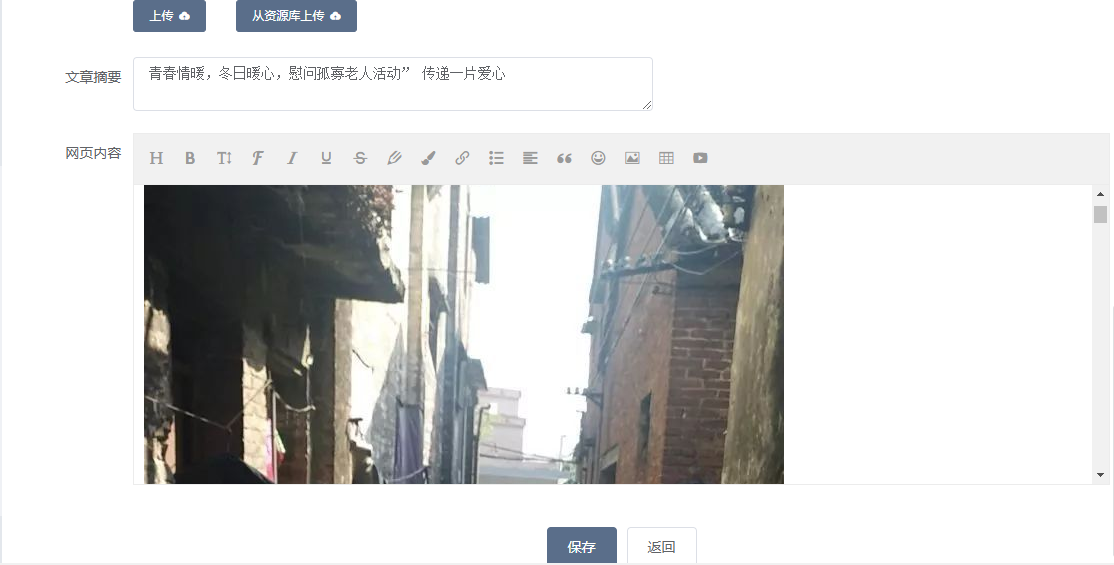 上传
从资源库上传
文章摘要
青春情暖，冬日暖心，慰问孤寡老人活动” 传递一片爱心
网页内容
H B T F I U S
保存
返回